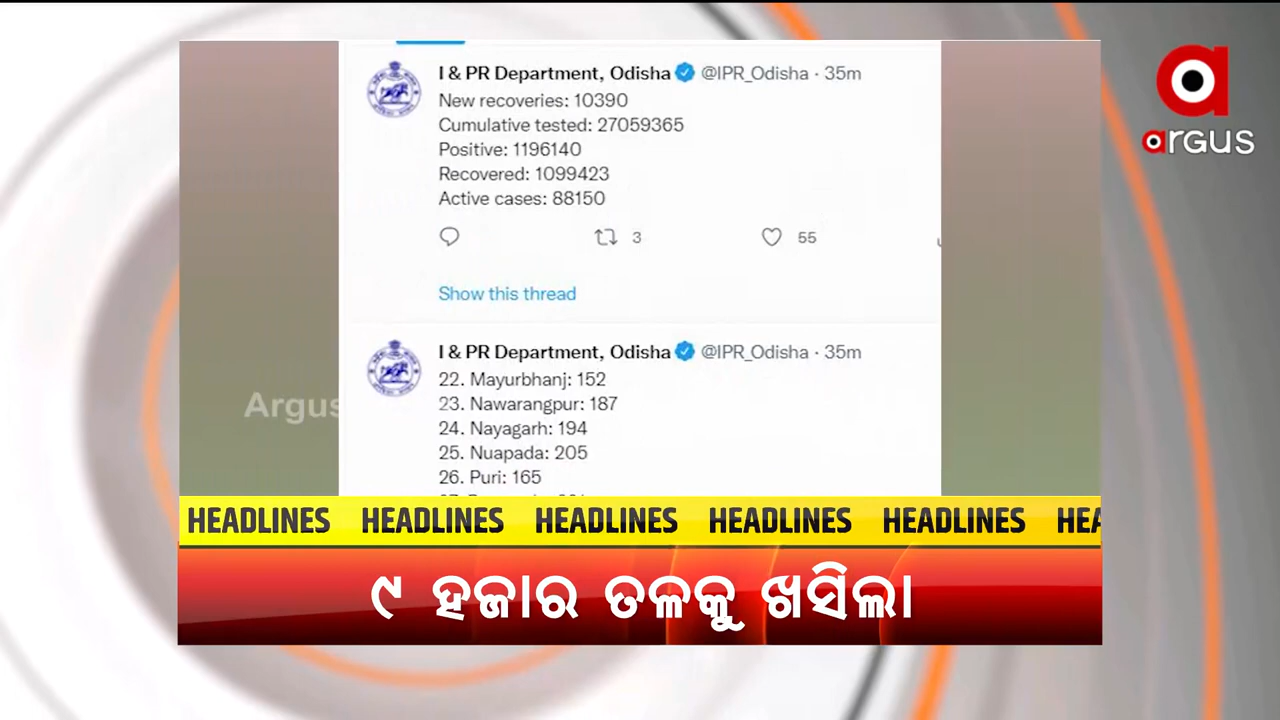 argus
I & PR Department, Odisha @IPR_Odisha · 35m
New recoveries: 10390
Cumulative tested: 27059365
Positive: 1196140
Recovered: 1099423
Active cases: 88150
3 55
Show this thread
I & PR Department, Odisha @IPR_Odisha · 35m
22. Mayurbhanj: 152
23. Nawarangpur: 187
24. Nayagarh: 194
25. Nuapada: 205
26. Puri: 165
Argus
HEADLINES HEADLINES HEADLINES HEADLINES HEADLINES HEA
୯ ହଜାର ତଳକୁ ଖସିଲା